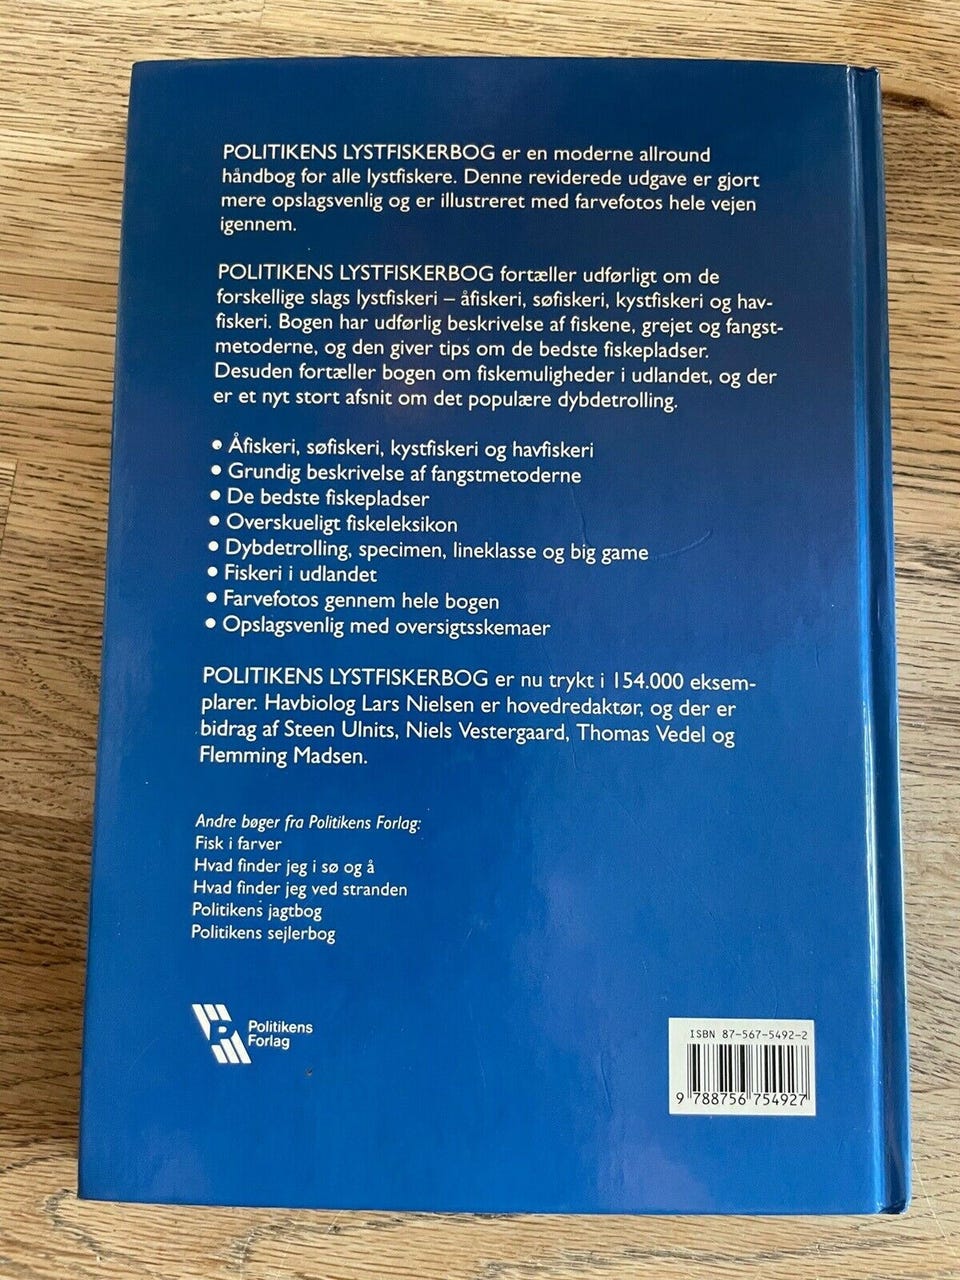 POLITIKENS LYSTFISKERBOG er en moderne allround
håndbog for alle lystfiskere. Denne reviderede udgave er gjort
mere opslagsvenlig og er illustreret med farvefotos hele vejen
igennem.
POLITIKENS LYSTFISKERBOG fortæller udførligt om de
forskellige slags lystfiskeri – åfiskeri, søfiskeri, kystfiskeri og hav-
fiskeri. Bogen har udførlig beskrivelse af fiskene, grejet og fangst-
metoderne, og den giver tips om de bedste fiskepladser.
Desuden fortæller bogen om fiskemuligheder i udlandet, og der
er et nyt stort afsnit om det populære dybdetrolling.
• Åfiskeri, søfiskeri, kystfiskeri og havfiskeri
• Grundig beskrivelse af fangstmetoderne
• De bedste fiskepladser
• Overskueligt fiskeleksikon
• Dybdetrolling, specimen, lineklasse og big game
• Fiskeri i udlandet
• Farvefotos gennem hele bogen
• Opslagsvenlig med oversigtsskemaer
POLITIKENS LYSTFISKERBOG er nu trykt i 154.000 eksem-
plarer. Havbiolog Lars Nielsen er hovedredaktør, og der er
bidrag af Steen Ulnits, Niels Vestergaard, Thomas Vedel og
Flemming Madsen.
Andre bøger fra Politikens Forlag:
Fisk i farver
Hvad finder jeg i sø og å
Hvad finder jeg ved stranden
Politikens jagtbog
Politikens sejlerbog
P
Politikens
Forlag
ISBN 87-567-5492-2
9 788756 754927